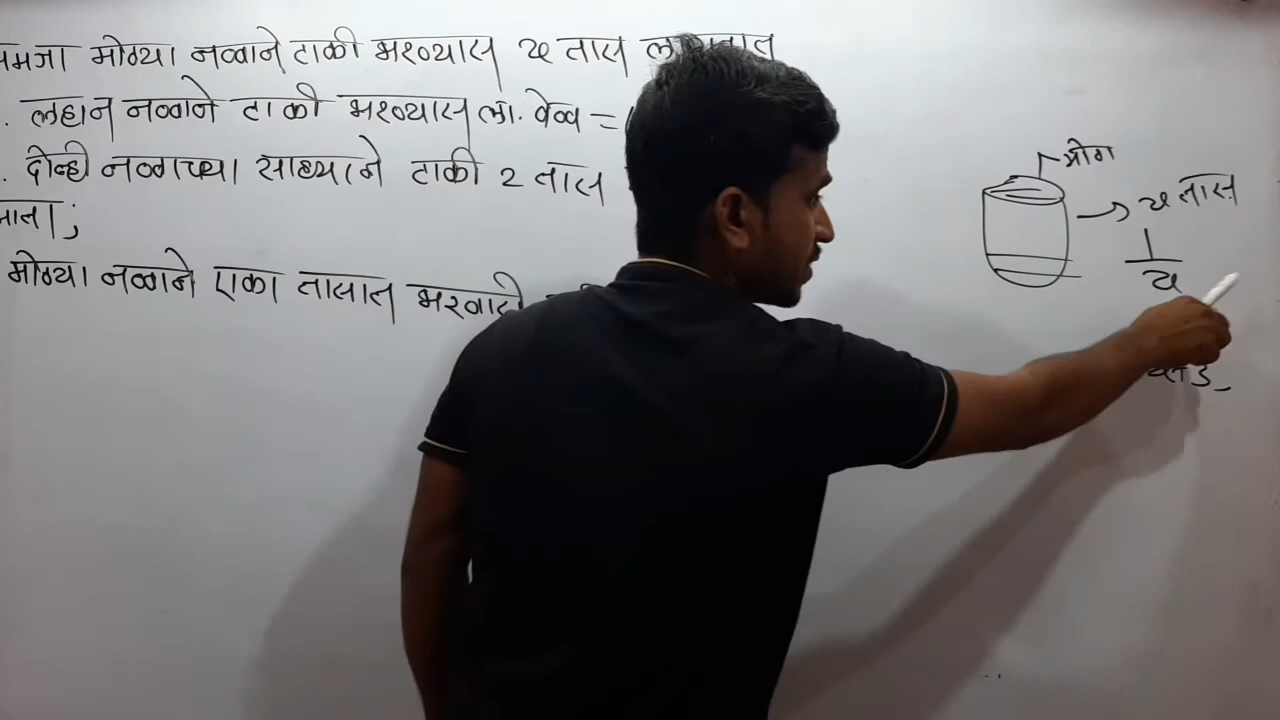 समजा मोठ्या नळाने टाकी भरण्यास x तास
. लहान नळाने टाकी भरण्यास ला. वेळ =
. दोन्ही नळाच्या साह्याने टाकी 2 तास
;
मोठ्या नळाने एका तासात भरलेली
→ x तास
1
x